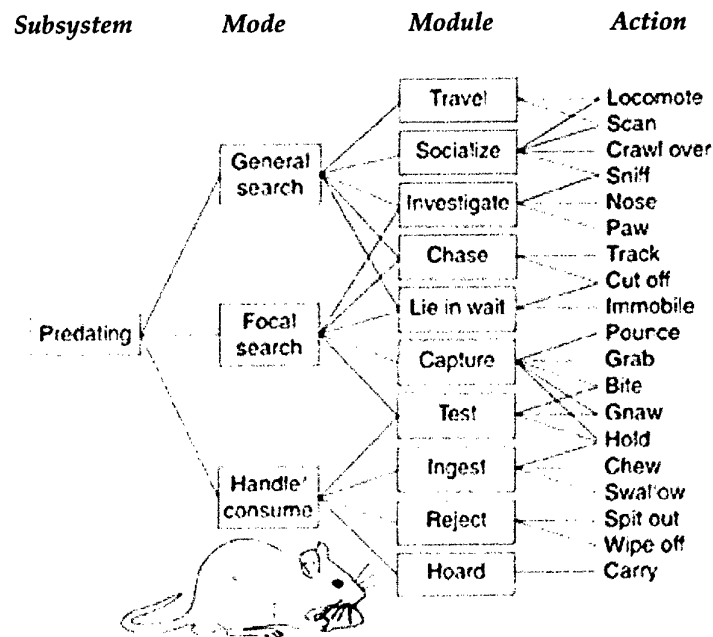 Subsystem Mode Module Action
Travel
Socialize
Investigate
Chase
Lie in wait
Capture
Test
Ingest
Reject
Hoard
General
search
Focal
search
Handle/
consume
Predating
Locomote
Scan
Crawl over
Sniff
Nose
Paw
Track
Cut off
Immobile
Pounce
Grab
Bite
Gnaw
Hold
Chew
Swallow
Spit out
Wipe off
Carry